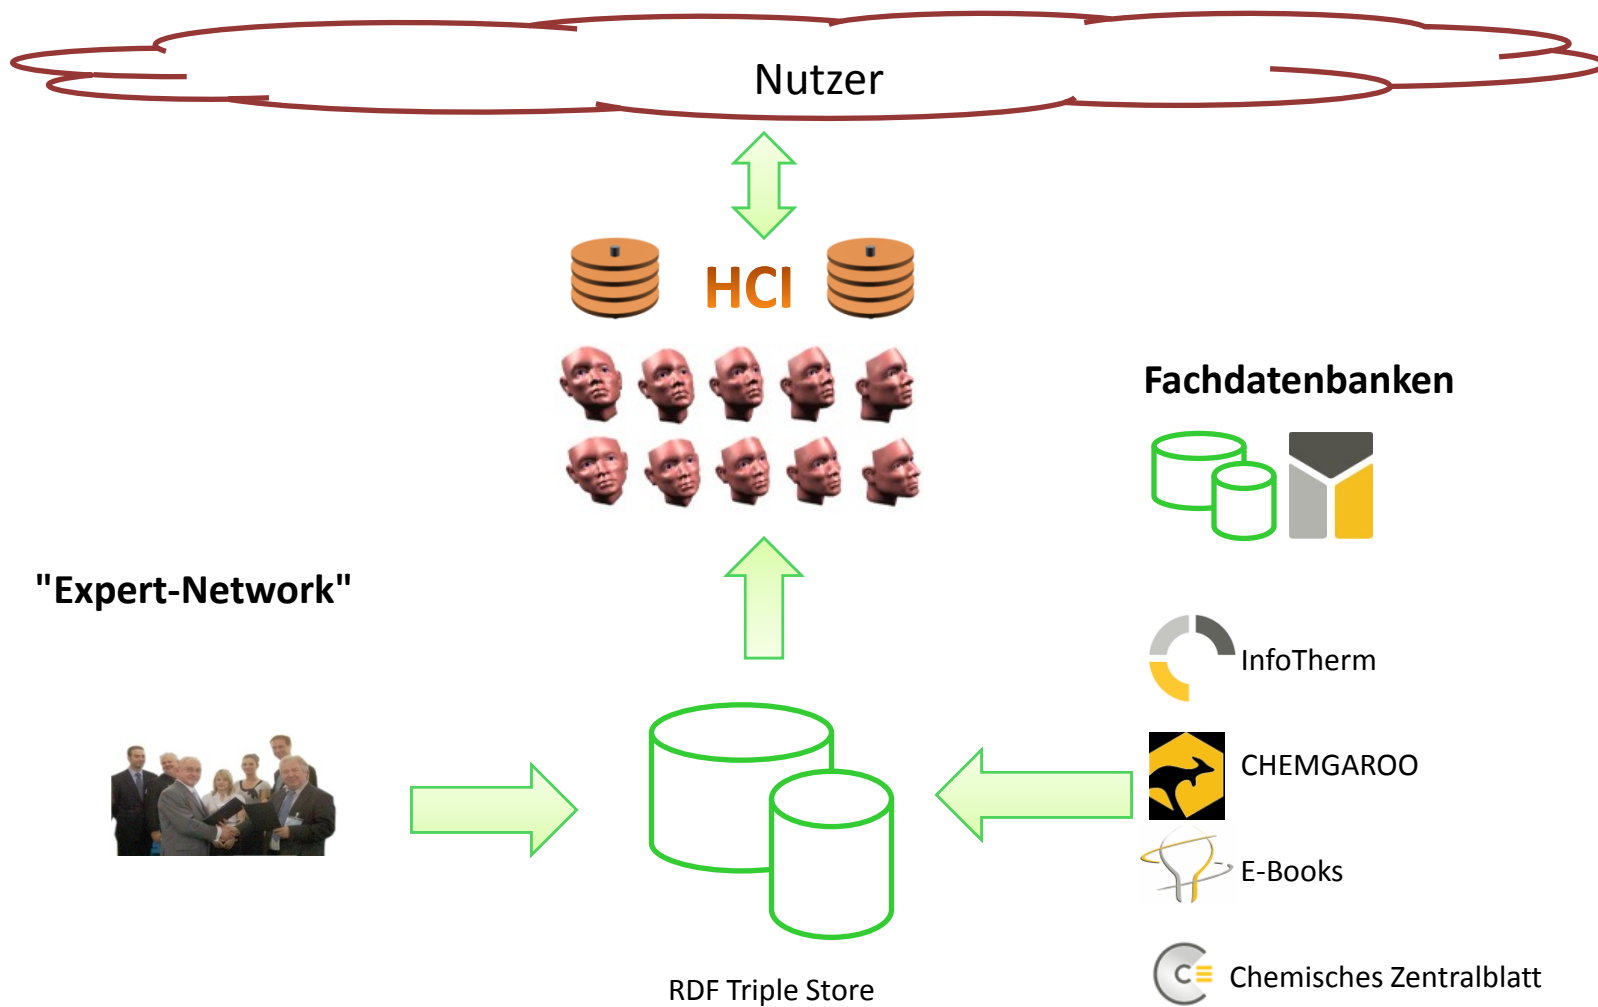 Nutzer
HCI
Fachdatenbanken
"Expert-Network"
InfoTherm
CHEMGAROO
E-Books
RDF Triple Store
Chemisches Zentralblatt